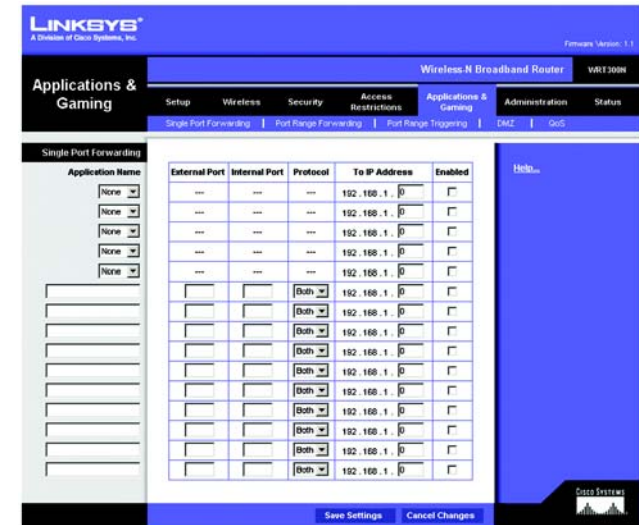 LINKSYS®
A Division of Cisco Systems, Inc.
Firmware Version: 1.1
Wireless-N Broadband Router WRT300N
Applications & Gaming
Setup Wireless Security Access Restrictions Applications & Gaming Administration Status
Single Port Forwarding | Port Range Forwarding | Port Range Triggering | DMZ | QoS
Single Port Forwarding
Application Name External Port Internal Port Protocol To IP Address Enabled
Help...
None --- --- --- 192.168.1. 0
None --- --- --- 192.168.1. 0
None --- --- --- 192.168.1. 0
None --- --- --- 192.168.1. 0
None --- --- --- 192.168.1. 0
Both 192.168.1. 0
Both 192.168.1. 0
Both 192.168.1. 0
Both 192.168.1. 0
Both 192.168.1. 0
Both 192.168.1. 0
Both 192.168.1. 0
Both 192.168.1. 0
Both 192.168.1. 0
Both 192.168.1. 0
Save Settings Cancel Changes
CISCO SYSTEMS